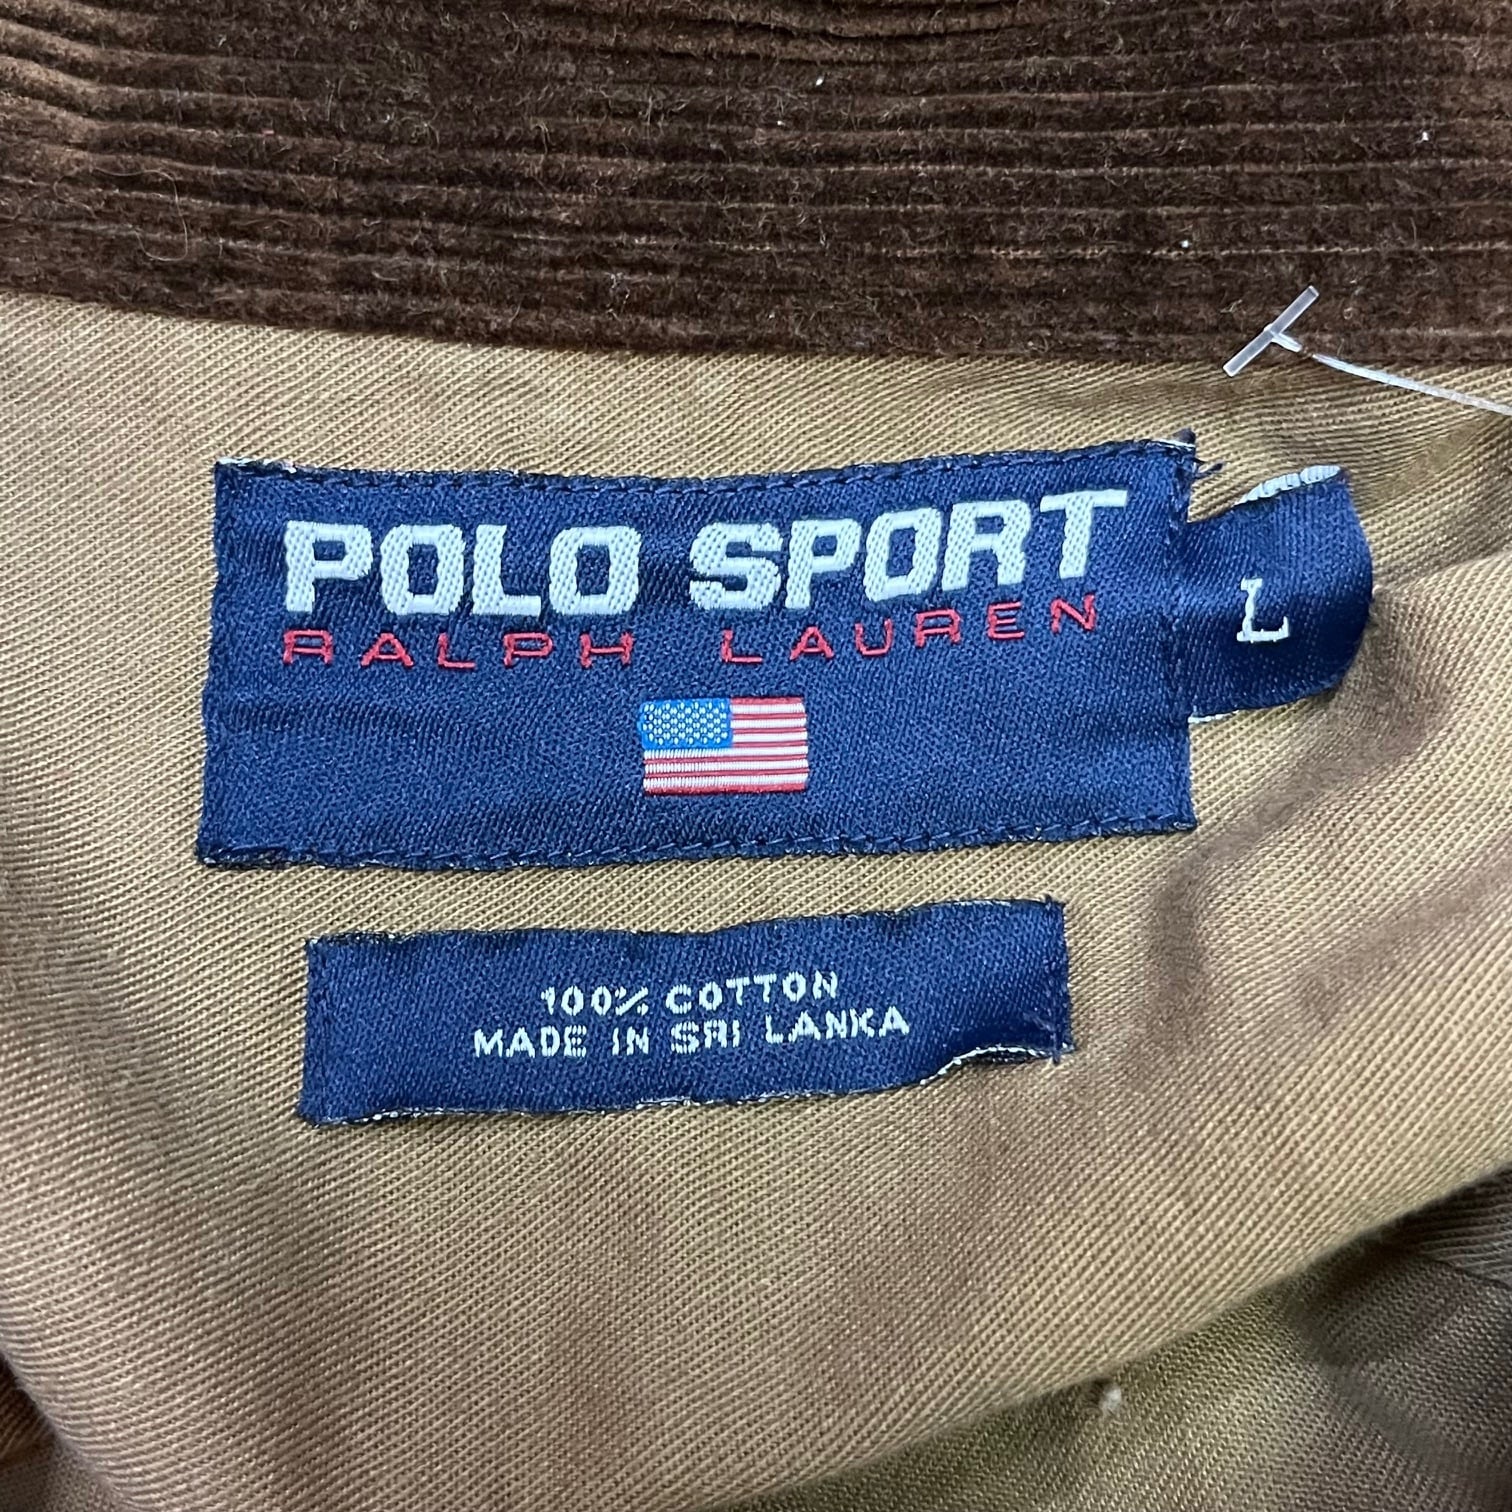 POLO SPORT
RALPH LAUREN
L
100% COTTON
MADE IN SRI LANKA